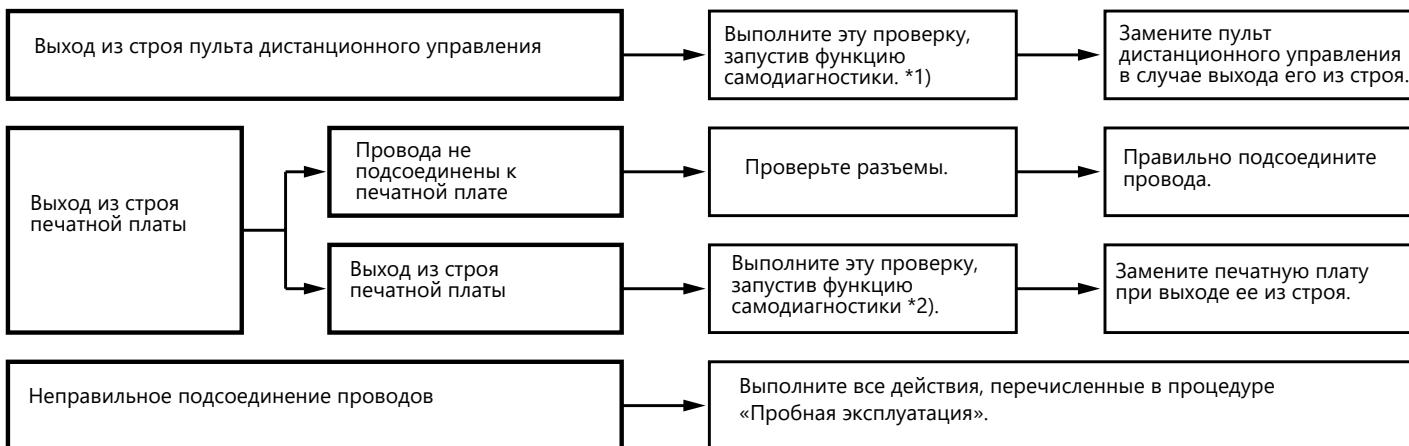 Выход из строя пульта дистанционного управления
Выполните эту проверку,
запустив функцию
самодиагностики. *1)
Замените пульт
дистанционного управления
в случае выхода его из строя.
Выход из строя
печатной платы
Провода не
подсоединены к
печатной плате
Проверьте разъемы.
Правильно подсоедините
провода.
Выход из строя
печатной платы
Выполните эту проверку,
запустив функцию
самодиагностики *2).
Замените печатную плату
при выходе ее из строя.
Неправильное подсоединение проводов
Выполните все действия, перечисленные в процедуре
«Пробная эксплуатация».